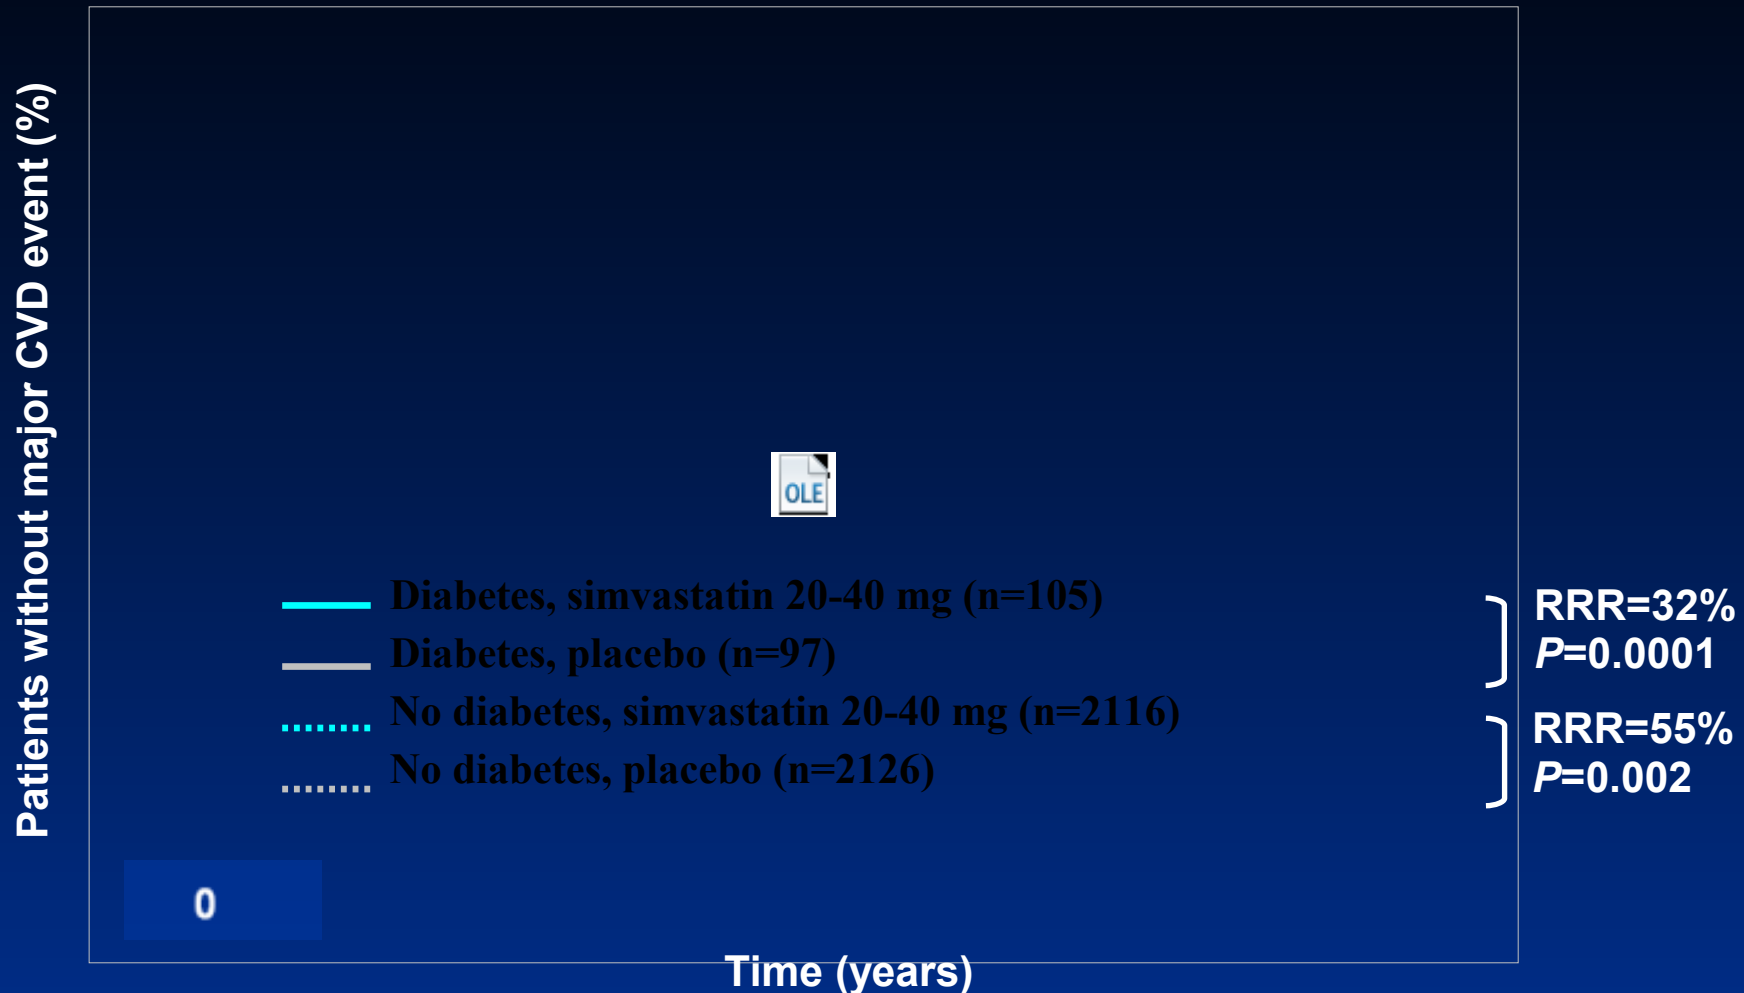 Patients without major CVD event (%)
OLE
Diabetes, simvastatin 20-40 mg (n=105)
Diabetes, placebo (n=97)
RRR=32%
P=0.0001
No diabetes, simvastatin 20-40 mg (n=2116)
No diabetes, placebo (n=2126)
RRR=55%
P=0.002
0
Time (years)